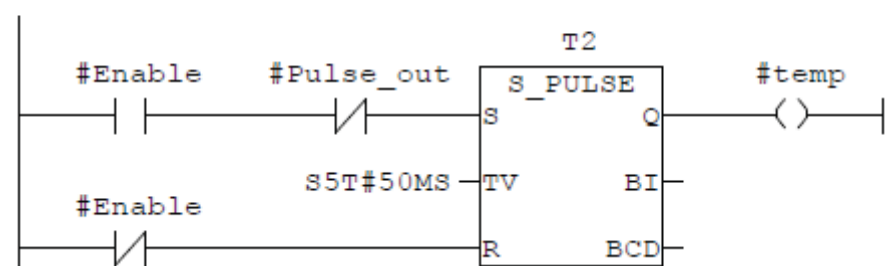 T2
#Enable #Pulse_out S_PULSE #temp
S Q
S5T#50MS TV BI
#Enable
R BCD